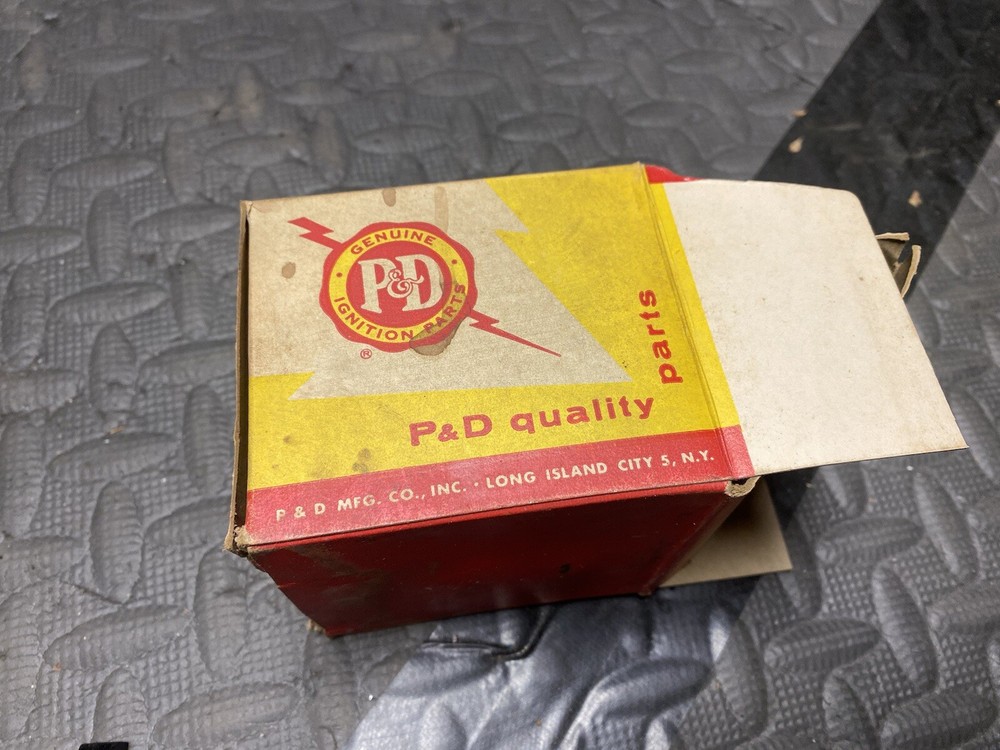 GENUINE
P&D
IGNITION PARTS
®
P&D quality
parts
P & D MFG. CO., INC. · LONG ISLAND CITY 5, N.Y.